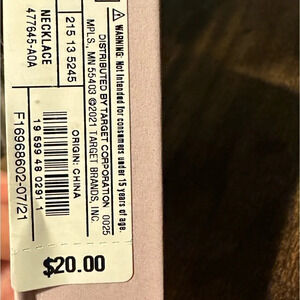 ⚠ WARNING: Not intended for consumers under 15 years of age.
DISTRIBUTED BY TARGET CORPORATION 0025
MPLS., MN 55403 ©2021 TARGET BRANDS, INC.
215 13 5245
ORIGIN: CHINA
NECKLACE
477645-A0A
19 599 48 0291 1
F16968602-07/21
$20.00